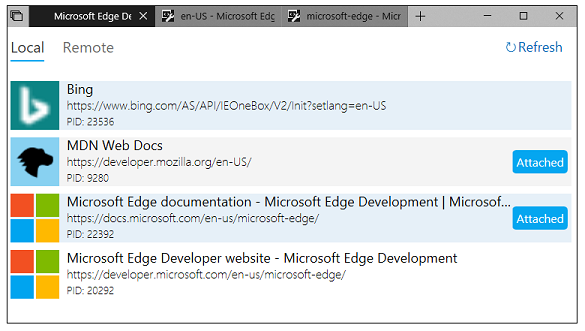 Microsoft Edge De
en-US - Microsoft Edg
microsoft-edge - Micr
Local
Remote
Refresh
Bing
https://www.bing.com/AS/API/IEOneBox/V2/Init?setlang=en-US
PID: 23536
MDN Web Docs
https://developer.mozilla.org/en-US/
PID: 9280
Attached
Microsoft Edge documentation - Microsoft Edge Development | Microsof...
https://docs.microsoft.com/en-us/microsoft-edge/
PID: 22392
Attached
Microsoft Edge Developer website - Microsoft Edge Development
https://developer.microsoft.com/en-us/microsoft-edge/
PID: 20292